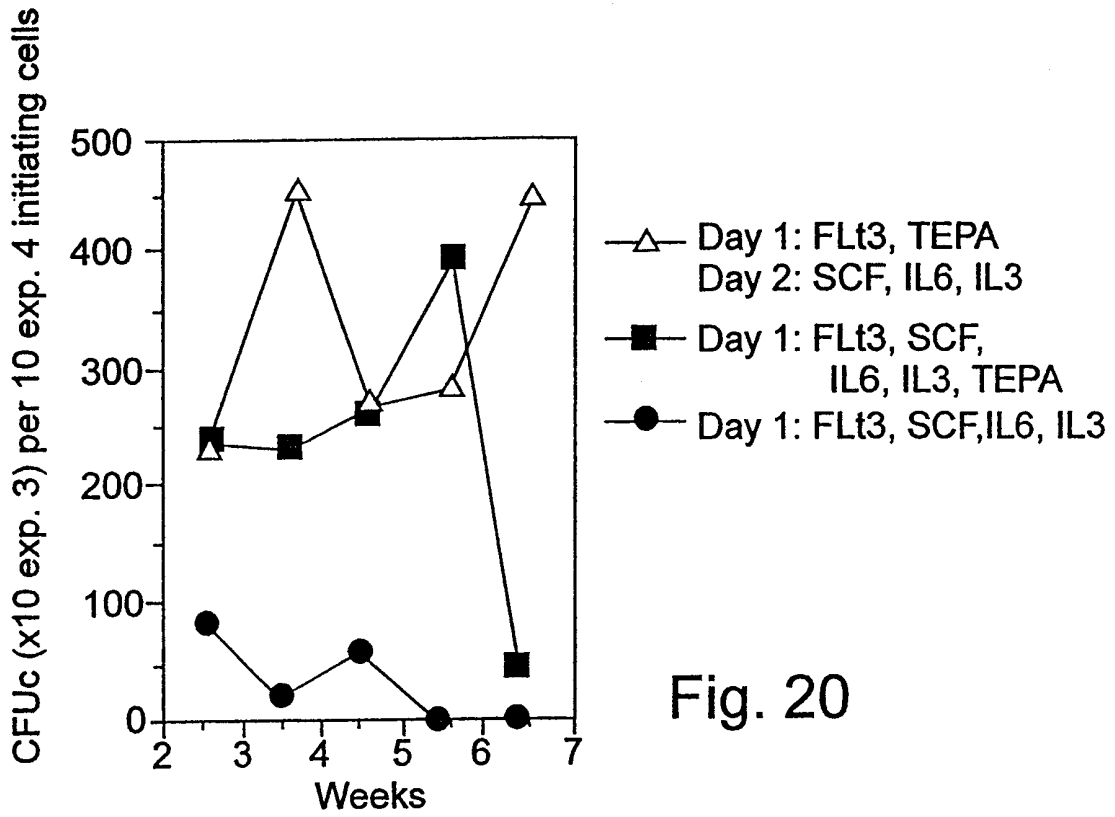 CFUc (x10 exp. 3) per 10 exp. 4 initiating cells
500
400
300
200
100
0
2 3 4 5 6 7
Weeks
Day 1: FLt3, TEPA
Day 2: SCF, IL6, IL3
Day 1: FLt3, SCF,
IL6, IL3, TEPA
Day 1: FLt3, SCF,IL6, IL3
Fig. 20